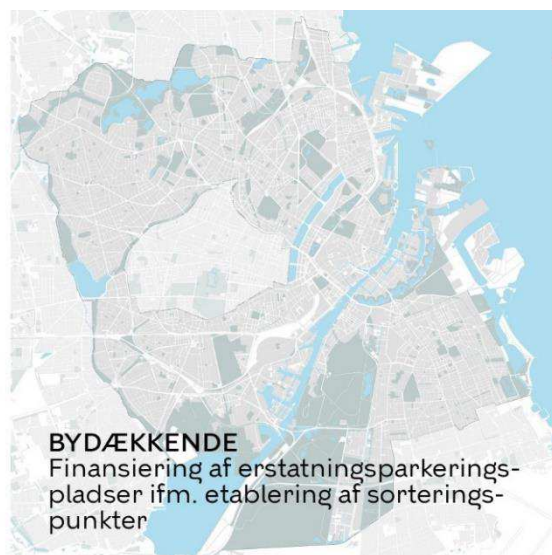 BYDÆKKENDE
Finansiering af erstatningsparkerings-
pladser ifm. etablering af sorterings-
punkter